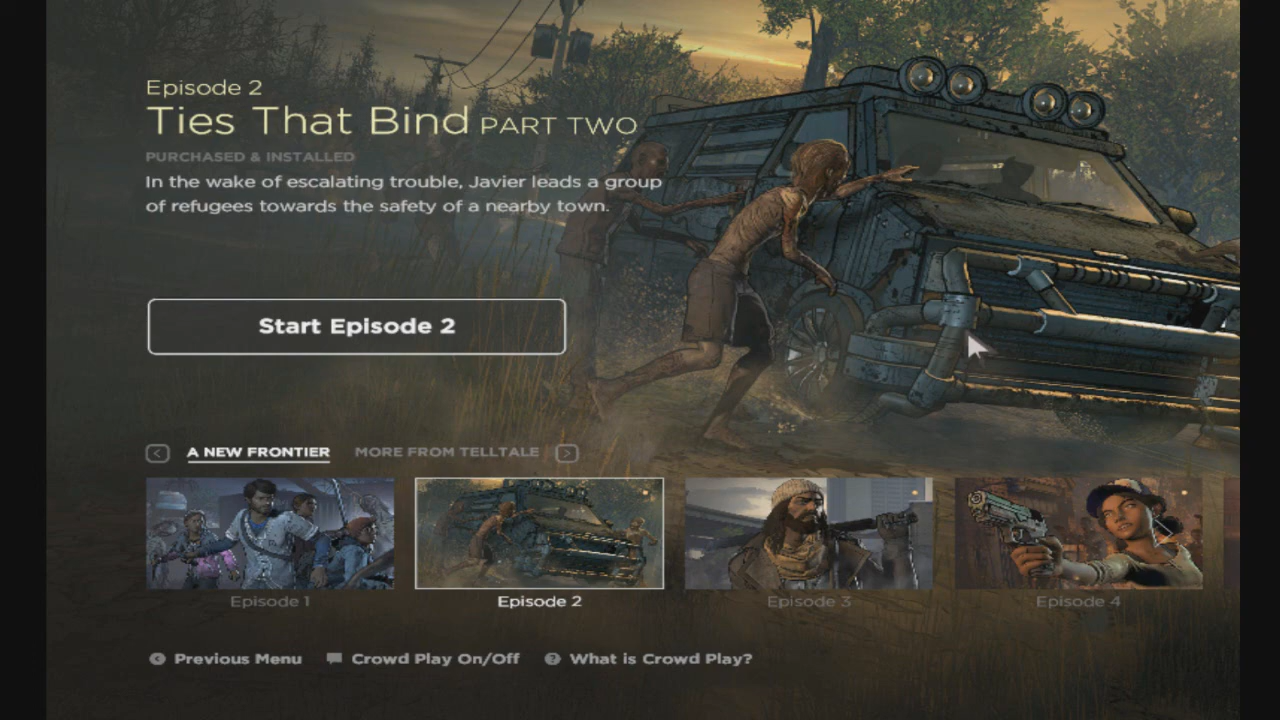 Episode 2
Ties That Bind PART TWO
PURCHASED & INSTALLED
In the wake of escalating trouble, Javier leads a group
of refugees towards the safety of a nearby town.
Start Episode 2
A NEW FRONTIER MORE FROM TELLTALE
Episode 1 Episode 2 Episode 3 Episode 4
Previous Menu Crowd Play On/Off What is Crowd Play?